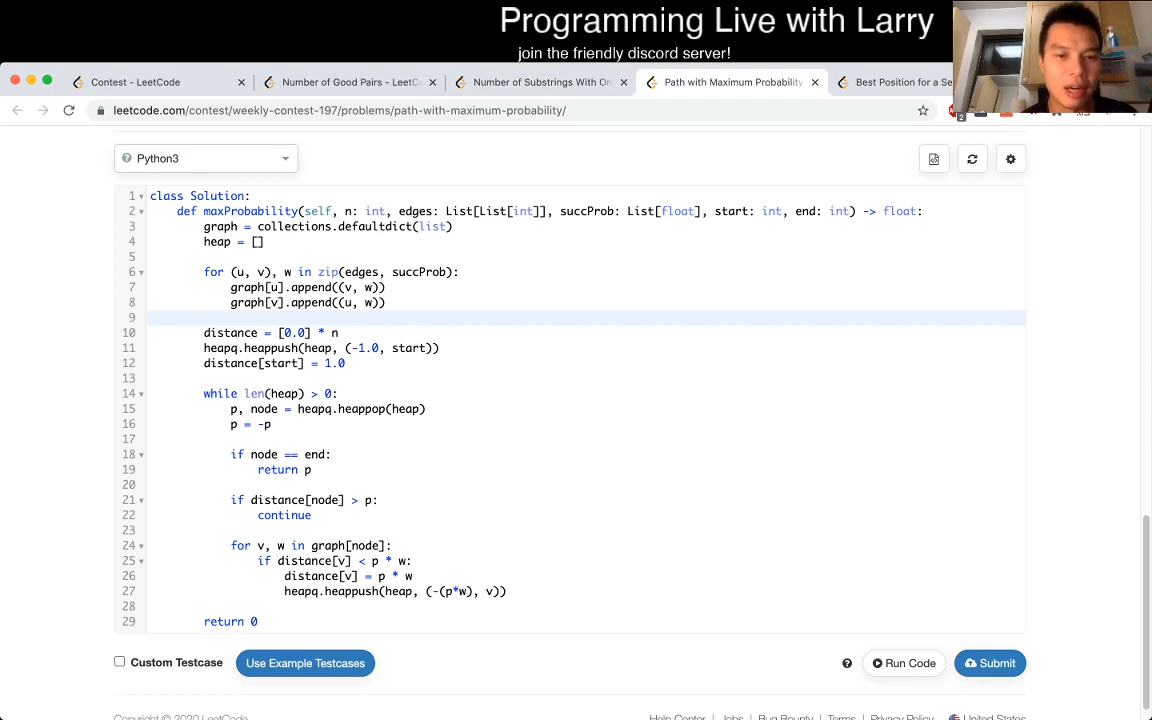 Programming Live with Larry
join the friendly discord server!
Contest - LeetCode
Number of Good Pairs - LeetC
Number of Substrings With On
Path with Maximum Probability
Best Position for a Se
leetcode.com/contest/weekly-contest-197/problems/path-with-maximum-probability/
2
Python3
1 class Solution:
2 def maxProbability(self, n: int, edges: List[List[int]], succProb: List[float], start: int, end: int) -> float:
3 graph = collections.defaultdict(list)
4 heap = []
5
6 for (u, v), w in zip(edges, succProb):
7 graph[u].append((v, w))
8 graph[v].append((u, w))
9
10 distance = [0.0] * n
11 heapq.heappush(heap, (-1.0, start))
12 distance[start] = 1.0
13
14 while len(heap) > 0:
15 p, node = heapq.heappop(heap)
16 p = -p
17
18 if node == end:
19 return p
20
21 if distance[node] > p:
22 continue
23
24 for v, w in graph[node]:
25 if distance[v] < p * w:
26 distance[v] = p * w
27 heapq.heappush(heap, (-(p*w), v))
28
29 return 0
Custom Testcase
Use Example Testcases
Run Code
Submit
Copyright © 2020 LeetCode
Help Center | Jobs | Bug Bounty | Terms | Privacy Policy
United States